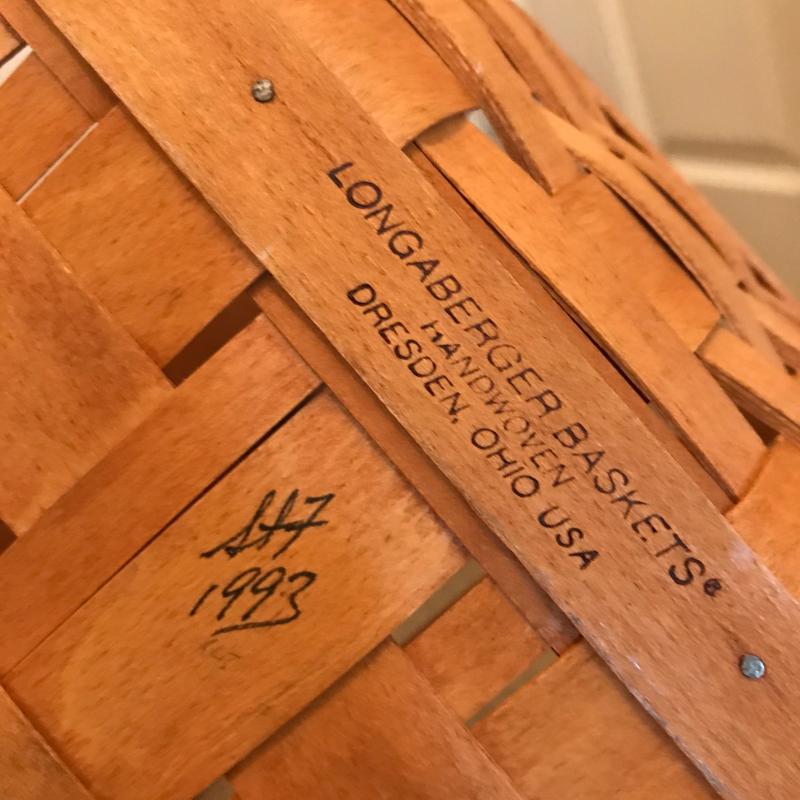 LONGABERGER BASKETS®
HANDWOVEN
DRESDEN, OHIO USA
1993